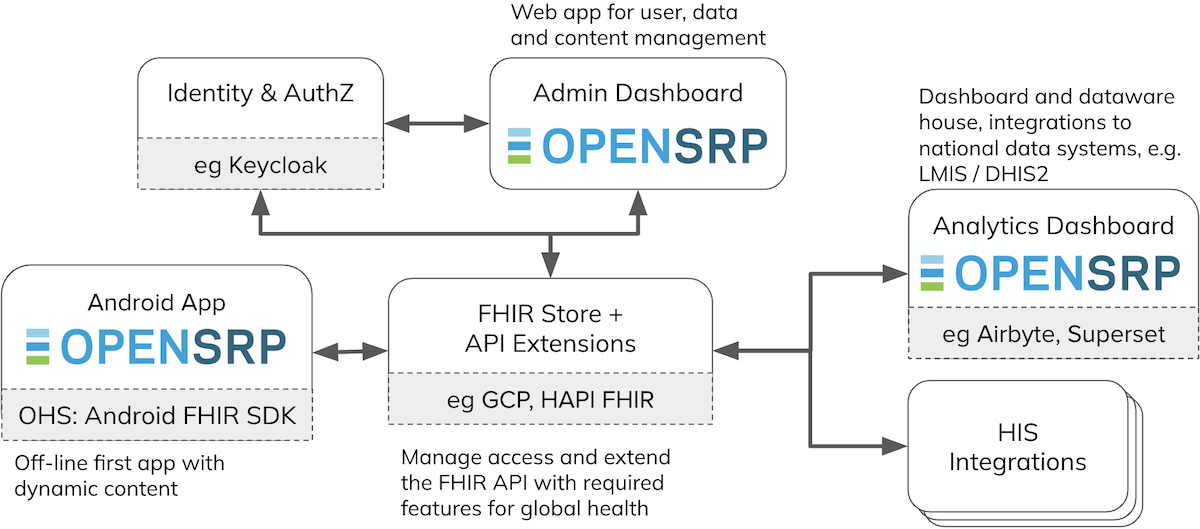 Web app for user, data
and content management
Identity & AuthZ
eg Keycloak
Admin Dashboard
OPENSRP
Dashboard and dataware
house, integrations to
national data systems, e.g.
LMIS / DHIS2
Analytics Dashboard
OPENSRP
eg Airbyte, Superset
Android App
OPENSRP
OHS: Android FHIR SDK
Off-line first app with
dynamic content
FHIR Store +
API Extensions
eg GCP, HAPI FHIR
Manage access and extend
the FHIR API with required
features for global health
HIS
Integrations